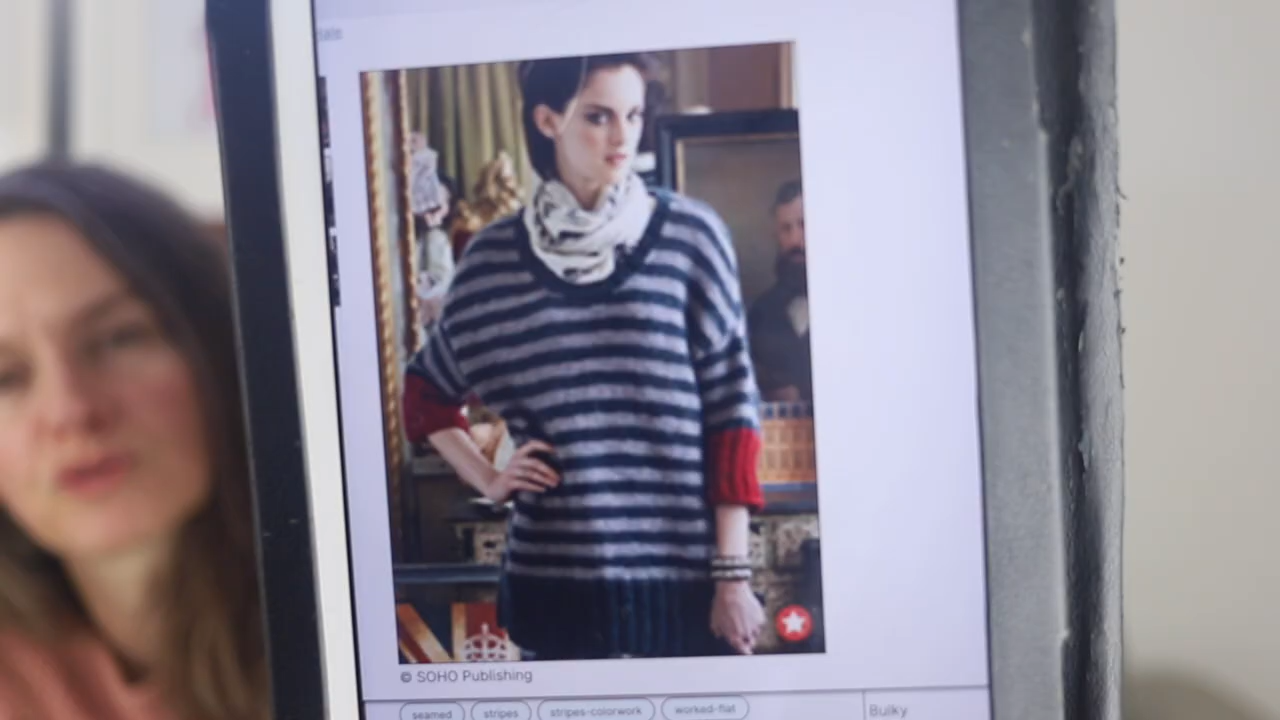 © SOHO Publishing
seamed
stripes
stripes-colorwork
worked-flat
Bulky